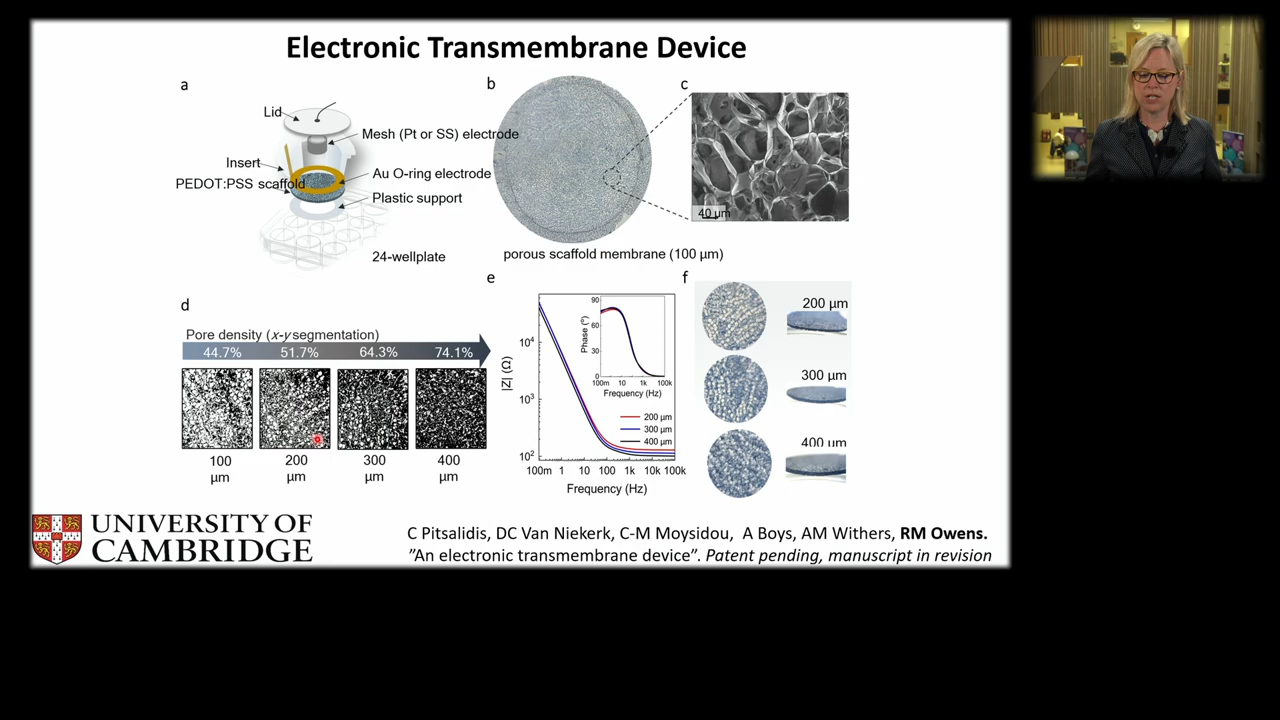 Electronic Transmembrane Device
a
Lid
Mesh (Pt or SS) electrode
Insert
Au O-ring electrode
PEDOT:PSS scaffold
Plastic support
24-wellplate
b
porous scaffold membrane (100 μm)
c
40 μm
d
Pore density (x-y segmentation)
44.7% 51.7% 64.3% 74.1%
100 μm
200 μm
300 μm
400 μm
e
|Z| (Ω)
10⁴
10³
10²
100m 1 10 100 1k 10k 100k
Frequency (Hz)
Phase (°)
90
60
30
0
100m 10 1k 100k
Frequency (Hz)
200 μm
300 μm
400 μm
f
200 μm
300 μm
400 μm
UNIVERSITY OF
CAMBRIDGE
C Pitsalidis, DC Van Niekerk, C-M Moysidou, A Boys, AM Withers, RM Owens.
”An electronic transmembrane device”. Patent pending, manuscript in revision